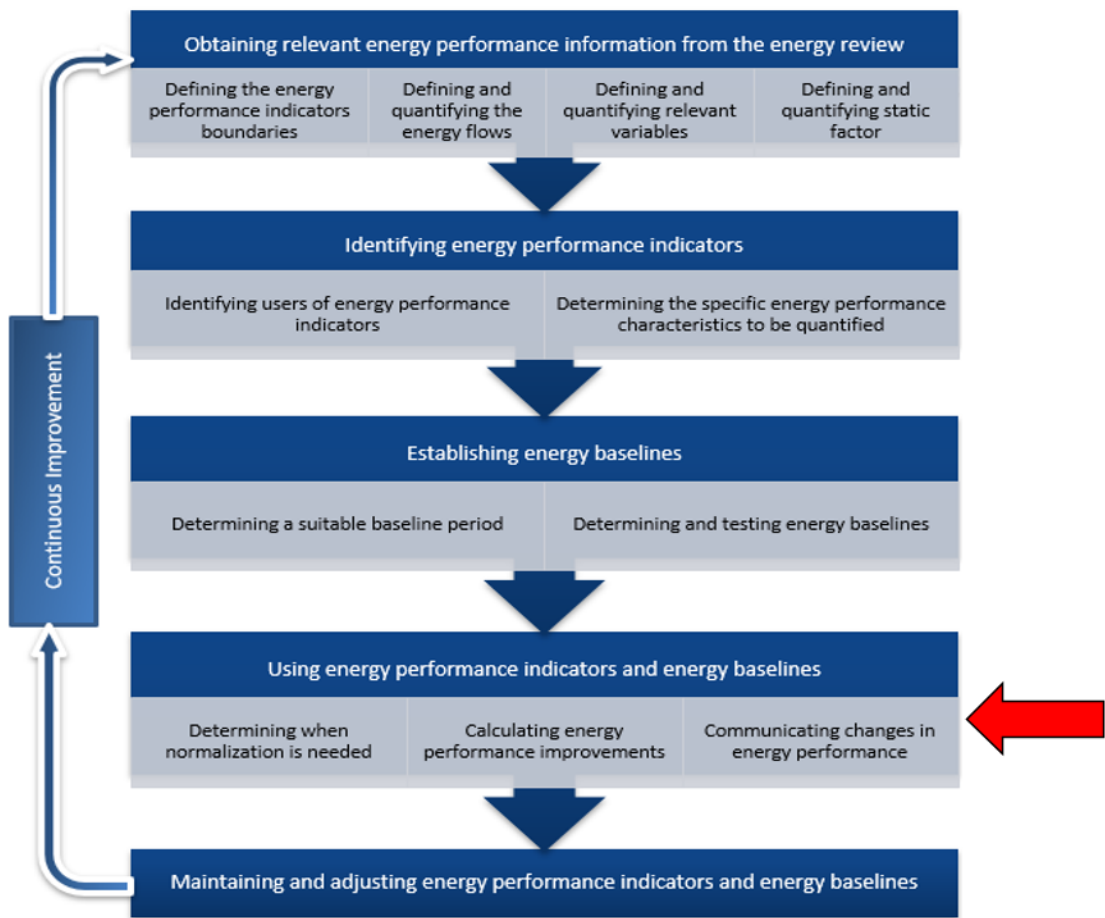 Obtaining relevant energy performance information from the energy review
Defining the energy
performance indicators
boundaries
Defining and
quantifying the
energy flows
Defining and
quantifying relevant
variables
Defining and
quantifying static
factor
Identifying energy performance indicators
Identifying users of energy performance
indicators
Determining the specific energy performance
characteristics to be quantified
Establishing energy baselines
Determining a suitable baseline period
Determining and testing energy baselines
Using energy performance indicators and energy baselines
Determining when
normalization is needed
Calculating energy
performance improvements
Communicating changes in
energy performance
Maintaining and adjusting energy performance indicators and energy baselines
Continuous Improvement